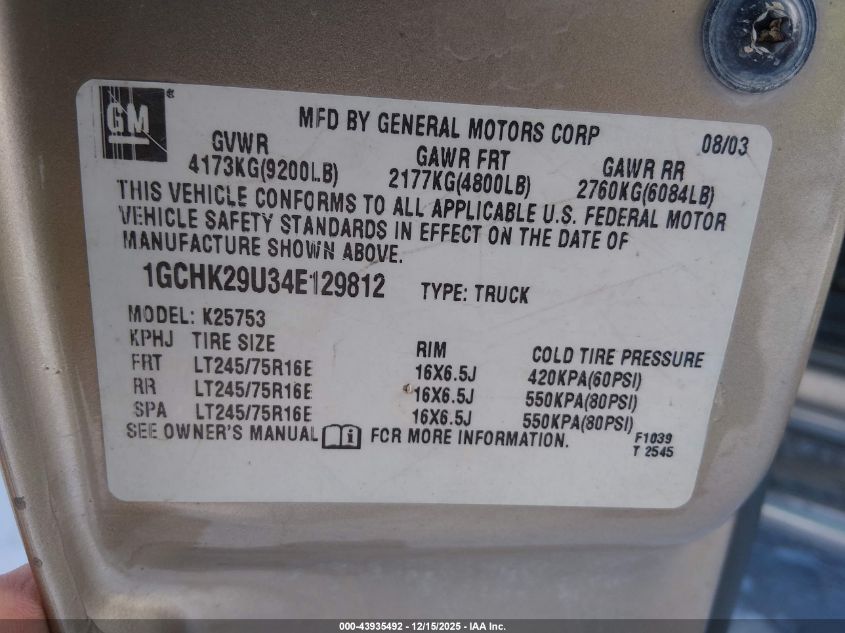 GM®
MFD BY GENERAL MOTORS CORP 08/03
GVWR GAWR FRT GAWR RR
4173KG(9200LB) 2177KG(4800LB) 2760KG(6084LB)
THIS VEHICLE CONFORMS TO ALL APPLICABLE U.S. FEDERAL MOTOR
VEHICLE SAFETY STANDARDS IN EFFECT ON THE DATE OF
MANUFACTURE SHOWN ABOVE.
1GCHK29U34E129812 TYPE: TRUCK
MODEL: K25753
KPHJ TIRE SIZE RIM COLD TIRE PRESSURE
FRT LT245/75R16E 16X6.5J 420KPA(60PSI)
RR LT245/75R16E 16X6.5J 550KPA(80PSI)
SPA LT245/75R16E 16X6.5J 550KPA(80PSI)
SEE OWNER'S MANUAL i FOR MORE INFORMATION. F1039
T 2545
000-43935492 - 12/15/2025 - IAA Inc.